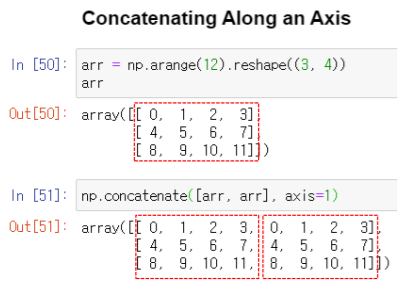 Concatenating Along an Axis
In [50]: arr = np.arange(12).reshape((3, 4))
arr
Out[50]: array([[ 0, 1, 2, 3],
[ 4, 5, 6, 7],
[ 8, 9, 10, 11]])
In [51]: np.concatenate([arr, arr], axis=1)
Out[51]: array([[ 0, 1, 2, 3, 0, 1, 2, 3],
[ 4, 5, 6, 7, 4, 5, 6, 7],
[ 8, 9, 10, 11, 8, 9, 10, 11]])